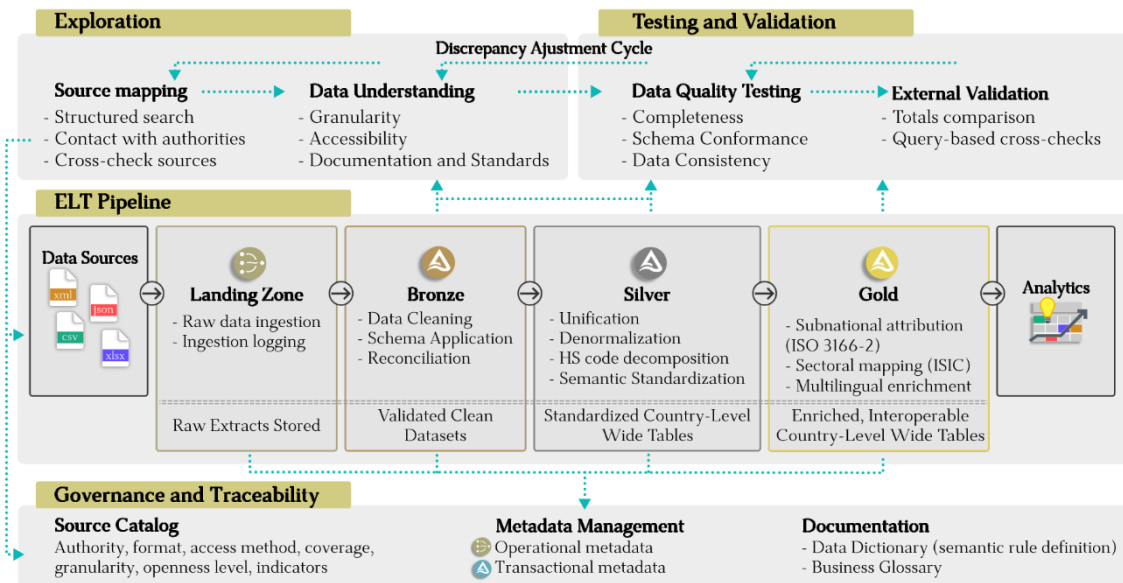 Exploration
Testing and Validation
Discrepancy Ajustment Cycle
Source mapping
- Structured search
- Contact with authorities
- Cross-check sources
Data Understanding
- Granularity
- Accessibility
- Documentation and Standards
Data Quality Testing
- Completeness
- Schema Conformance
- Data Consistency
External Validation
- Totals comparison
- Query-based cross-checks
ELT Pipeline
Data Sources
xml
json
csv
xlsx
Landing Zone
- Raw data ingestion
- Ingestion logging
Raw Extracts Stored
Bronze
- Data Cleaning
- Schema Application
- Reconciliation
Validated Clean
Datasets
Silver
- Unification
- Denormalization
- HS code decomposition
- Semantic Standardization
Standardized Country-Level
Wide Tables
Gold
- Subnational attribution
(ISO 3166-2)
- Sectoral mapping (ISIC)
- Multilingual enrichment
Enriched, Interoperable
Country-Level Wide Tables
Analytics
Governance and Traceability
Source Catalog
Authority, format, access method, coverage,
granularity, openness level, indicators
Metadata Management
Operational metadata
Transactional metadata
Documentation
- Data Dictionary (semantic rule definition)
- Business Glossary